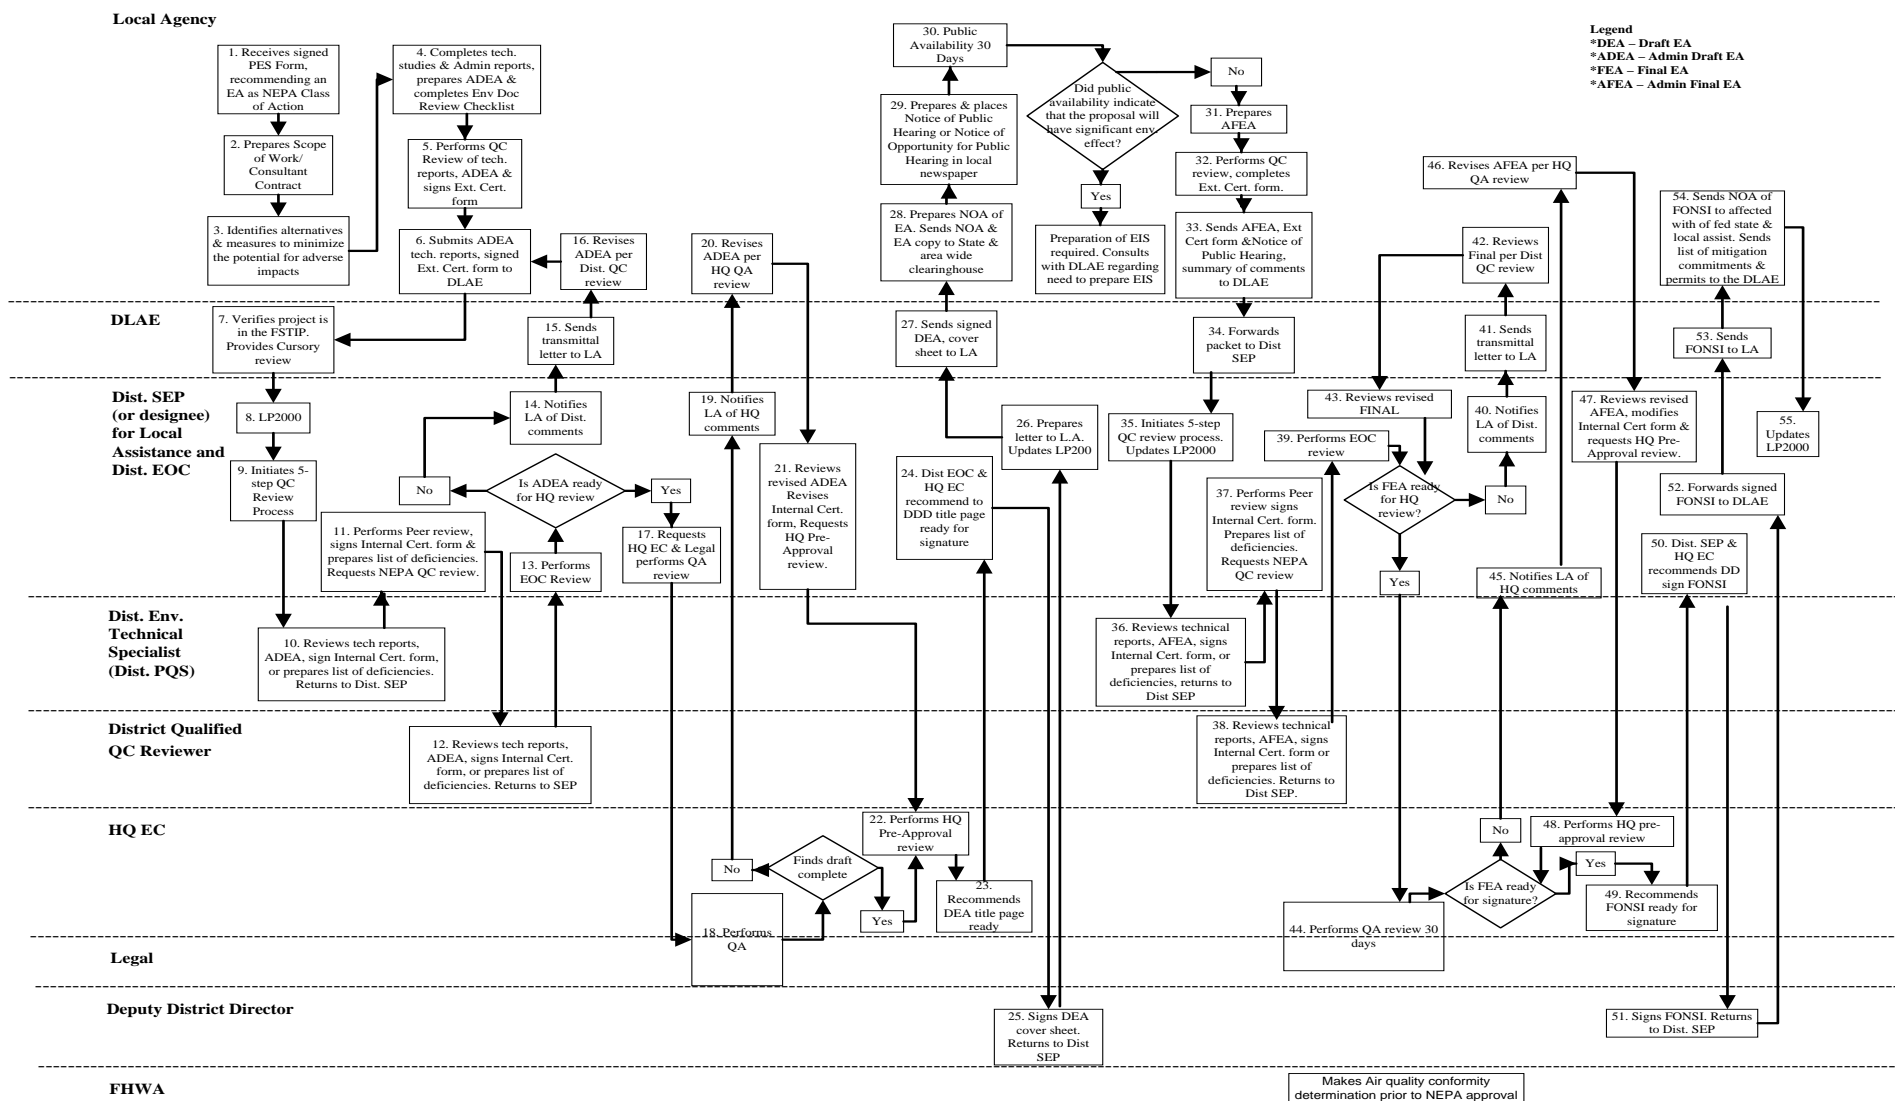 Local Agency
Legend
*DEA – Draft EA
*ADEA – Admin Draft EA
*FEA – Final EA
*AFEA – Admin Final EA
1. Receives signed
PES Form,
recommending an
EA as NEPA Class
of Action
2. Prepares Scope
of Work/
Consultant
Contract
3. Identifies alternatives
& measures to minimize
the potential for adverse
impacts
4. Completes tech.
studies & Admin reports,
prepares ADEA &
completes Env Doc
Review Checklist
5. Performs QC
Review of tech.
reports, ADEA &
signs Ext. Cert.
form
6. Submits ADEA
tech. reports, signed
Ext. Cert. form to
DLAE
16. Revises
ADEA per
Dist. QC
review
20. Revises
ADEA per
HQ QA
review
30. Public
Availability 30
Days
29. Prepares & places
Notice of Public
Hearing or Notice of
Opportunity for Public
Hearing in local
newspaper
28. Prepares NOA of
EA. Sends NOA &
EA copy to State &
area wide
clearinghouse
Did public
availability indicate
that the proposal will
have significant env.
effect?
No
Yes
Preparation of EIS
required. Consults
with DLAE regarding
need to prepare EIS
31. Prepares
AFEA
32. Performs QC
review, completes
Ext. Cert. form.
33. Sends AFEA, Ext
Cert form &Notice of
Public Hearing,
summary of comments
to DLAE
46. Revises AFEA per HQ
QA review
42. Reviews
Final per Dist
QC review
54. Sends NOA of
FONSI to affected
with of fed state &
local assist. Sends
list of mitigation
commitments &
permits to the DLAE
DLAE
7. Verifies project is
in the FSTIP.
Provides Cursory
review
15. Sends
transmittal
letter to LA
27. Sends signed
DEA, cover
sheet to LA
34. Forwards
packet to Dist
SEP
41. Sends
transmittal
letter to LA
53. Sends
FONSI to LA
Dist. SEP
(or designee)
for Local
Assistance and
Dist. EOC
8. LP2000
9. Initiates 5-
step QC
Review
Process
14. Notifies
LA of Dist.
comments
No
Is ADEA ready
for HQ review
Yes
11. Performs Peer review,
signs Internal Cert. form &
prepares list of deficiencies.
Requests NEPA QC review.
13. Performs
EOC Review
17. Requests
HQ EC & Legal
performs QA
review
19. Notifies
LA of HQ
comments
21. Reviews
revised ADEA
Revises
Internal Cert.
form, Requests
HQ Pre-
Approval
review.
24. Dist EOC &
HQ EC
recommend to
DDD title page
ready for
signature
26. Prepares
letter to L.A.
Updates LP200
35. Initiates 5-step
QC review process.
Updates LP2000
37. Performs Peer
review signs
Internal Cert. form.
Prepares list of
deficiencies.
Requests NEPA
QC review
39. Performs EOC
review
43. Reviews revised
FINAL
Is FEA ready
for HQ
review?
No
Yes
40. Notifies
LA of Dist.
comments
45. Notifies LA of
HQ comments
47. Reviews revised
AFEA, modifies
Internal Cert form &
requests HQ Pre-
Approval review.
50. Dist. SEP &
HQ EC
recommends DD
sign FONSI
52. Forwards signed
FONSI to DLAE
55.
Updates
LP2000
Dist. Env.
Technical
Specialist
(Dist. PQS)
10. Reviews tech reports,
ADEA, sign Internal Cert. form,
or prepares list of deficiencies.
Returns to Dist. SEP
36. Reviews technical
reports, AFEA, signs
Internal Cert. form, or
prepares list of
deficiencies, returns to
Dist SEP
District Qualified
QC Reviewer
12. Reviews tech reports,
ADEA, signs Internal Cert.
form, or prepares list of
deficiencies. Returns to SEP
38. Reviews technical
reports, AFEA, signs
Internal Cert. form or
prepares list of
deficiencies. Returns to
Dist SEP.
HQ EC
No
Finds draft
complete
Yes
22. Performs HQ
Pre-Approval
review
23.
Recommends
DEA title page
ready
18. Performs
QA
No
Is FEA ready
for signature?
Yes
48. Performs HQ pre-
approval review
49. Recommends
FONSI ready for
signature
44. Performs QA review 30
days
Legal
Deputy District Director
25. Signs DEA
cover sheet.
Returns to Dist
SEP
51. Signs FONSI. Returns
to Dist. SEP
FHWA
Makes Air quality conformity
determination prior to NEPA approval